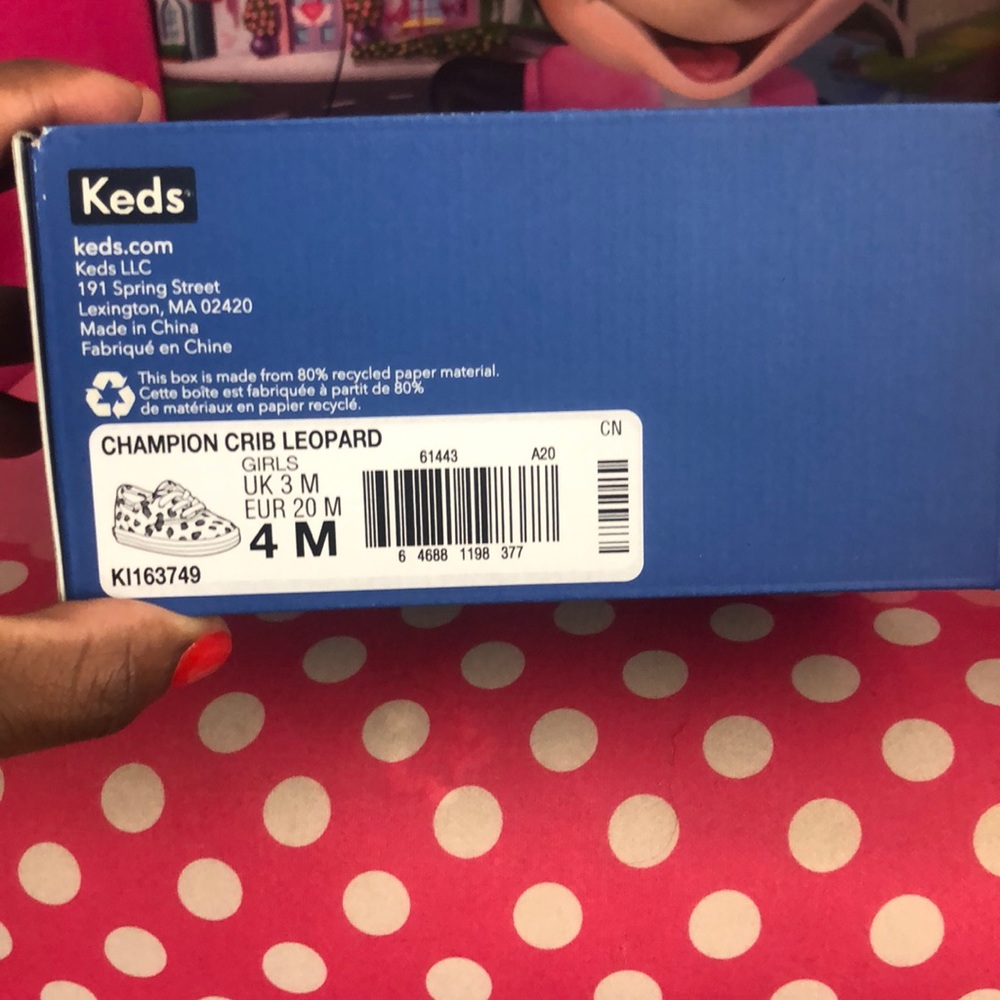 Keds
keds.com
Keds LLC
191 Spring Street
Lexington, MA 02420
Made in China
Fabriqué en Chine
This box is made from 80% recycled paper material.
Cette boîte est fabriquée à partit de 80%
de matériaux en papier recyclé.
CHAMPION CRIB LEOPARD
CN
GIRLS
61443 A20
UK 3 M
EUR 20 M
4 M
6 4688 1198 377
KI163749